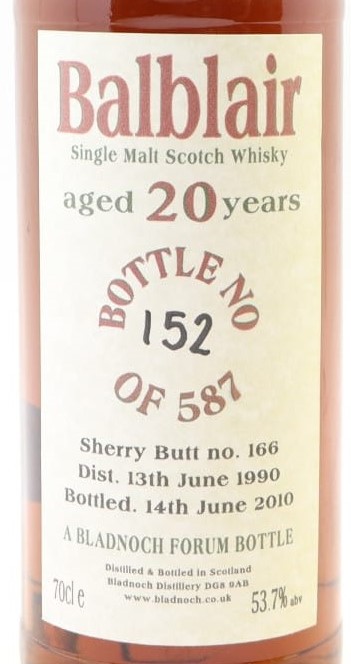 Balblair
Single Malt Scotch Whisky
aged 20 years
BOTTLE NO
152
OF 587
Sherry Butt no. 166
Dist. 13th June 1990
Bottled. 14th June 2010
A BLADNOCH FORUM BOTTLE
Distilled & Bottled in Scotland
Bladnoch Distillery DG8 9AB
www.bladnoch.co.uk
70cl e
53.7% abv